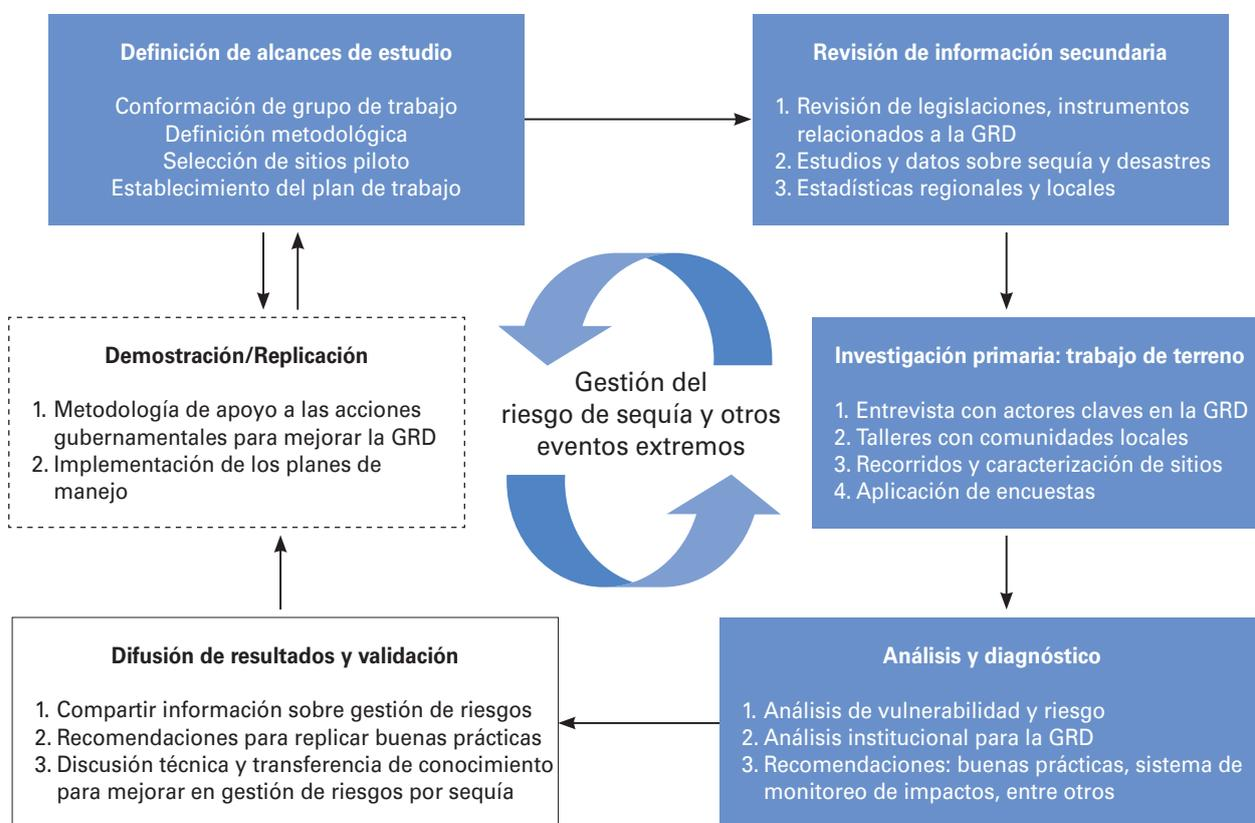 Definición de alcances de estudio
Conformación de grupo de trabajo
Definición metodológica
Selección de sitios piloto
Establecimiento del plan de trabajo
Revisión de información secundaria
1. Revisión de legislaciones, instrumentos
relacionados a la GRD
2. Estudios y datos sobre sequía y desastres
3. Estadísticas regionales y locales
Demostración/Replicación
1. Metodología de apoyo a las acciones
gubernamentales para mejorar la GRD
2. Implementación de los planes de
manejo
Gestión del
riesgo de sequía y otros
eventos extremos
Investigación primaria: trabajo de terreno
1. Entrevista con actores claves en la GRD
2. Talleres con comunidades locales
3. Recorridos y caracterización de sitios
4. Aplicación de encuestas
Difusión de resultados y validación
1. Compartir información sobre gestión de riesgos
2. Recomendaciones para replicar buenas prácticas
3. Discusión técnica y transferencia de conocimiento
para mejorar en gestión de riesgos por sequía
Análisis y diagnóstico
1. Análisis de vulnerabilidad y riesgo
2. Análisis institucional para la GRD
3. Recomendaciones: buenas prácticas, sistema de
monitoreo de impactos, entre otros